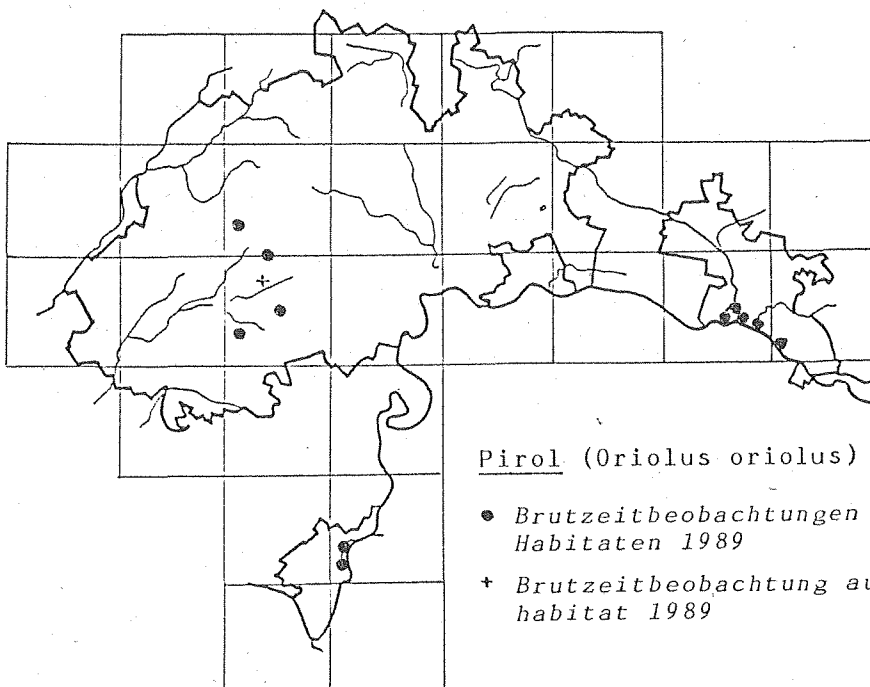 Pirol (Oriolus oriolus)
● Brutzeitbeobachtungen
Habitaten 1989
+ Brutzeitbeobachtung au
habitat 1989